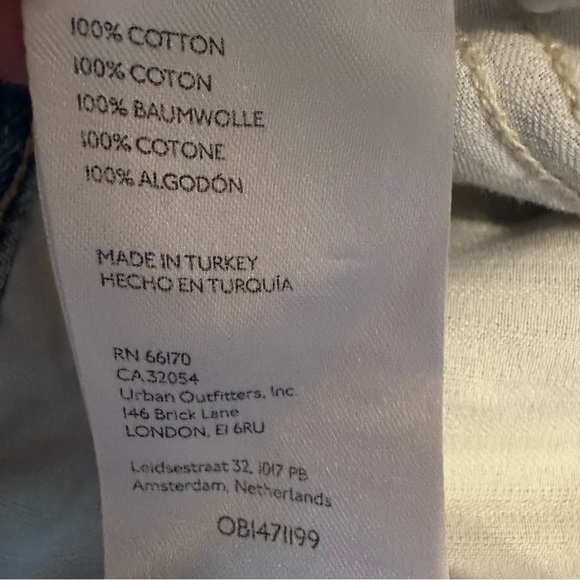 100% COTTON
100% COTON
100% BAUMWOLLE
100% COTONE
100% ALGODÓN
MADE IN TURKEY
HECHO EN TURQUÍA
RN 66170
CA 32054
Urban Outfitters, Inc.
146 Brick Lane
LONDON, E1 6RU
Leidsestraat 32, 1017 PB
Amsterdam, Netherlands
OB1471199